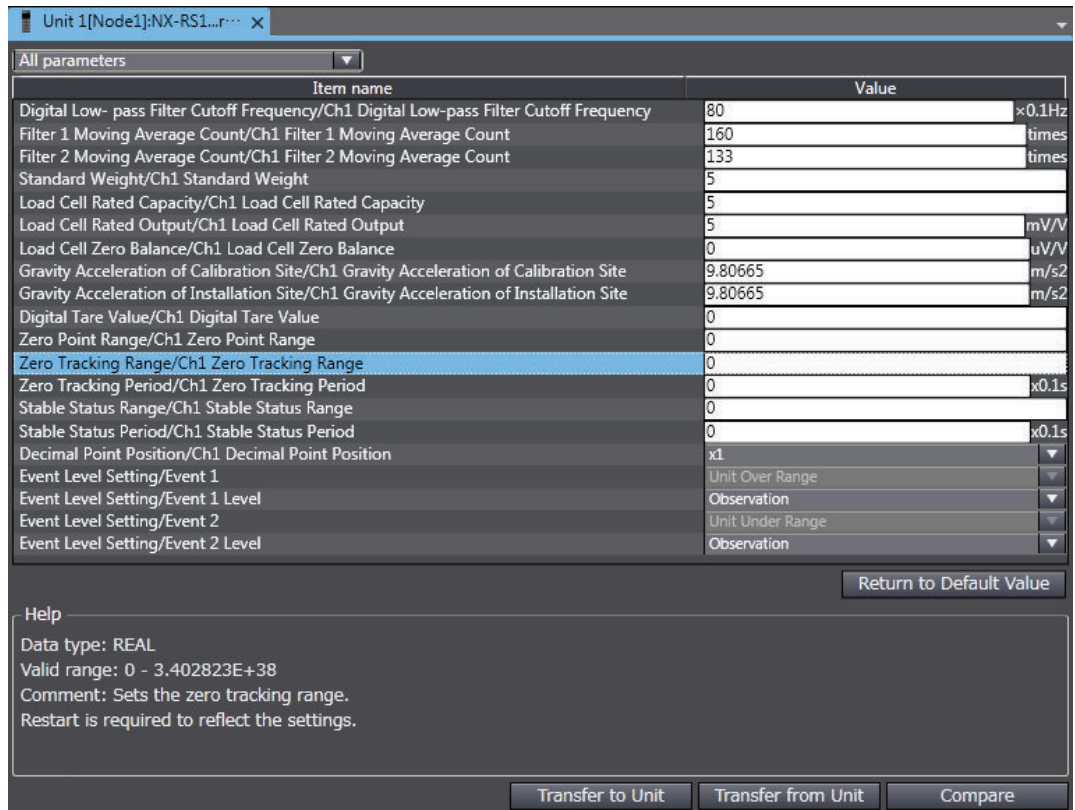 Unit 1[Node1]:NX-RS1...r···
All parameters
Item name Value
Digital Low- pass Filter Cutoff Frequency/Ch1 Digital Low-pass Filter Cutoff Frequency 80 ×0.1Hz
Filter 1 Moving Average Count/Ch1 Filter 1 Moving Average Count 160 times
Filter 2 Moving Average Count/Ch1 Filter 2 Moving Average Count 133 times
Standard Weight/Ch1 Standard Weight 5
Load Cell Rated Capacity/Ch1 Load Cell Rated Capacity 5
Load Cell Rated Output/Ch1 Load Cell Rated Output 5 mV/V
Load Cell Zero Balance/Ch1 Load Cell Zero Balance 0 uV/V
Gravity Acceleration of Calibration Site/Ch1 Gravity Acceleration of Calibration Site 9.80665 m/s2
Gravity Acceleration of Installation Site/Ch1 Gravity Acceleration of Installation Site 9.80665 m/s2
Digital Tare Value/Ch1 Digital Tare Value 0
Zero Point Range/Ch1 Zero Point Range 0
Zero Tracking Range/Ch1 Zero Tracking Range 0
Zero Tracking Period/Ch1 Zero Tracking Period 0 x0.1s
Stable Status Range/Ch1 Stable Status Range 0
Stable Status Period/Ch1 Stable Status Period 0 x0.1s
Decimal Point Position/Ch1 Decimal Point Position x1
Event Level Setting/Event 1 Unit Over Range
Event Level Setting/Event 1 Level Observation
Event Level Setting/Event 2 Unit Under Range
Event Level Setting/Event 2 Level Observation
Return to Default Value
Help
Data type: REAL
Valid range: 0 - 3.402823E+38
Comment: Sets the zero tracking range.
Restart is required to reflect the settings.
Transfer to Unit Transfer from Unit Compare